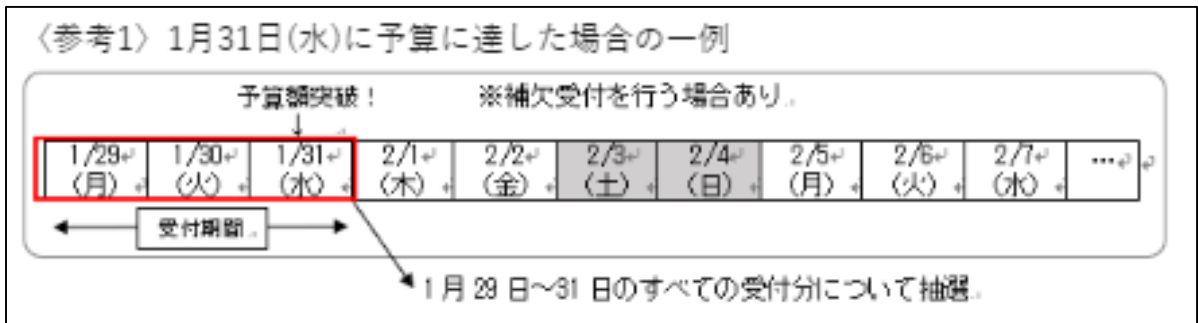 〈参考1〉1月31日(水)に予算に達した場合の一例
予算額突破！ ※補欠受付を行う場合あり
↓
1/29 1/30 1/31 2/1 2/2 2/3 2/4 2/5 2/6 2/7 …
(月) (火) (水) (木) (金) (土) (日) (月) (火) (水)
受付期間
1月29日～31日のすべての受付分について抽選